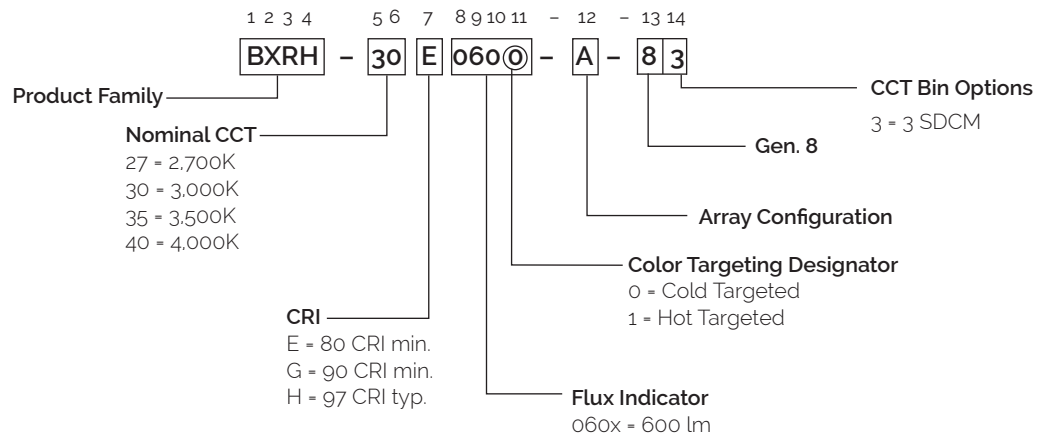 1 2 3 4 5 6 7 8 9 10 11 – 12 – 13 14
BXRH – 30 E 0600 – A – 8 3
Product Family
CCT Bin Options
3 = 3 SDCM
Nominal CCT
27 = 2,700K
30 = 3,000K
35 = 3,500K
40 = 4,000K
Gen. 8
Array Configuration
Color Targeting Designator
0 = Cold Targeted
1 = Hot Targeted
CRI
E = 80 CRI min.
G = 90 CRI min.
H = 97 CRI typ.
Flux Indicator
060x = 600 lm